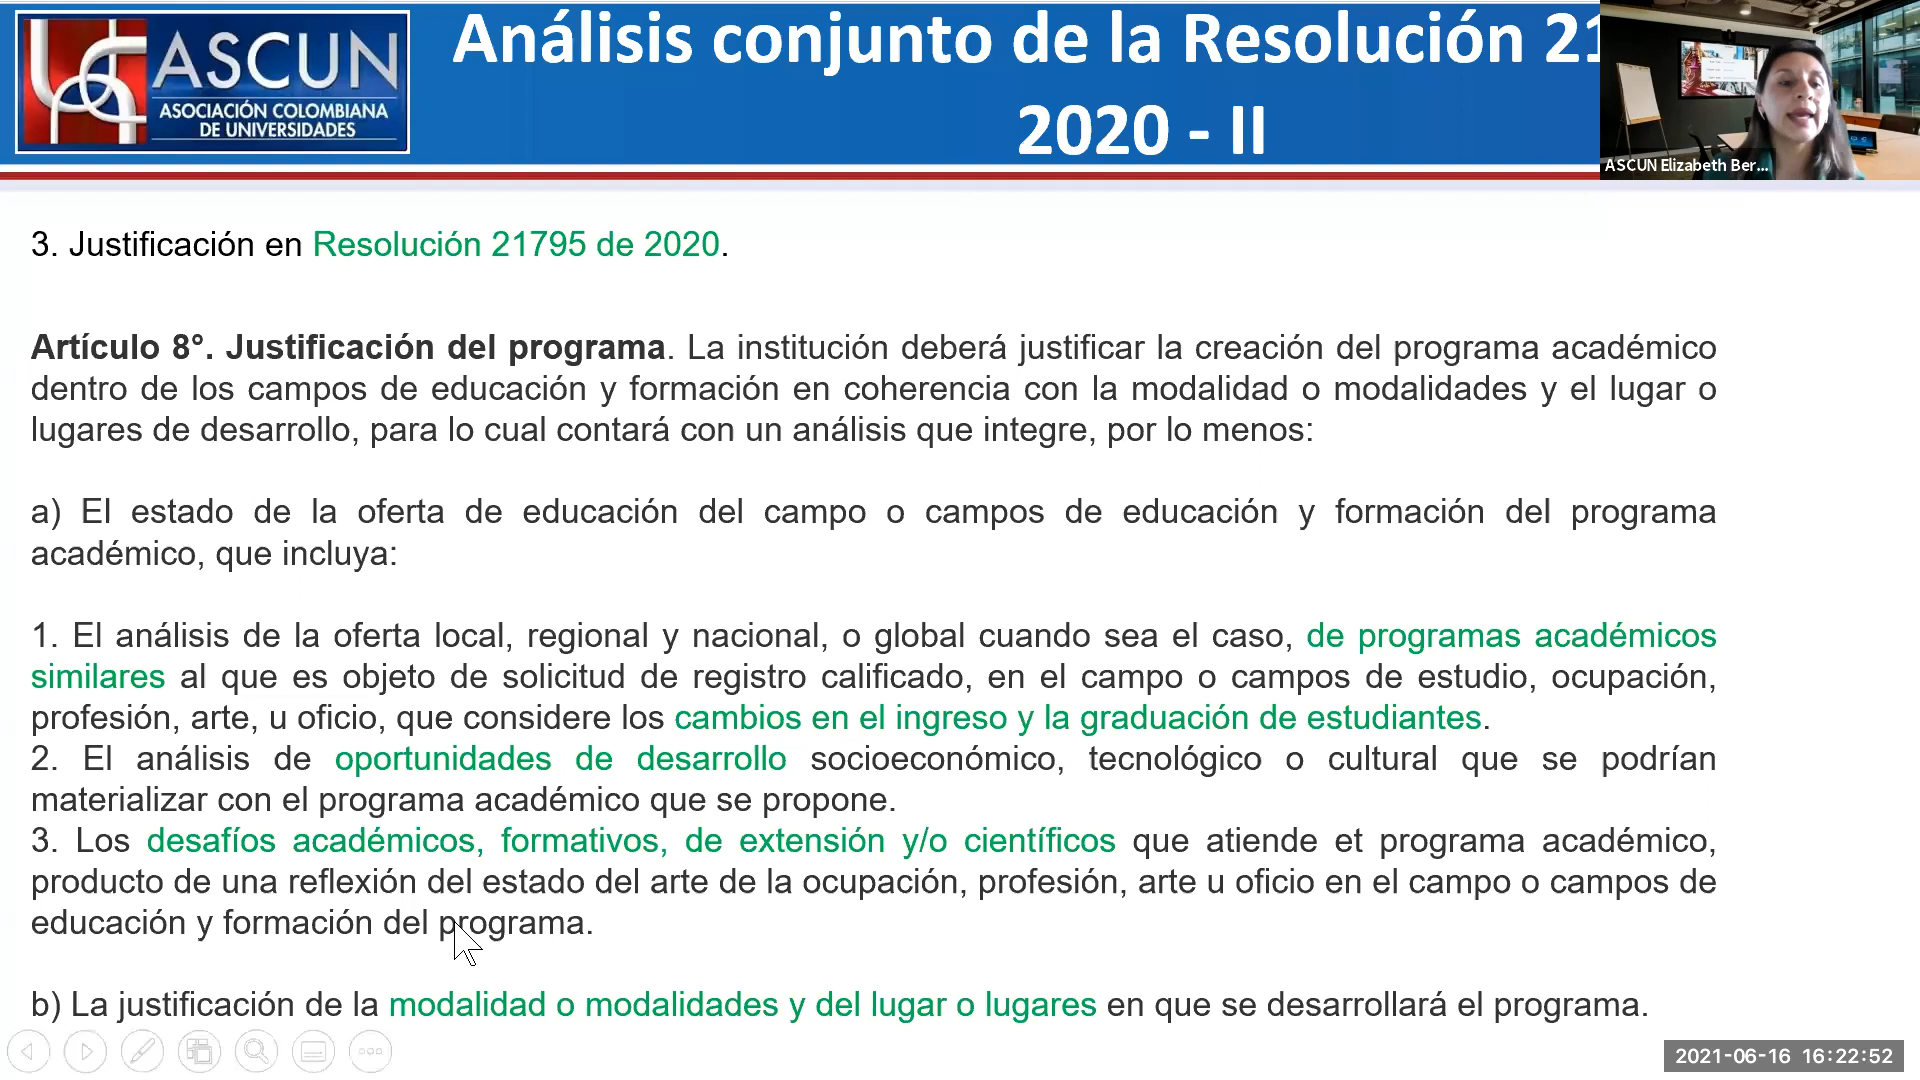 ASCUN
ASOCIACIÓN COLOMBIANA
DE UNIVERSIDADES
Análisis conjunto de la Resolución 21
2020 - II
ASCUN Elizabeth Ber...
3. Justificación en Resolución 21795 de 2020.
Artículo 8°. Justificación del programa. La institución deberá justificar la creación del programa académico
dentro de los campos de educación y formación en coherencia con la modalidad o modalidades y el lugar o
lugares de desarrollo, para lo cual contará con un análisis que integre, por lo menos:
a) El estado de la oferta de educación del campo o campos de educación y formación del programa
académico, que incluya:
1. El análisis de la oferta local, regional y nacional, o global cuando sea el caso, de programas académicos
similares al que es objeto de solicitud de registro calificado, en el campo o campos de estudio, ocupación,
profesión, arte, u oficio, que considere los cambios en el ingreso y la graduación de estudiantes.
2. El análisis de oportunidades de desarrollo socioeconómico, tecnológico o cultural que se podrían
materializar con el programa académico que se propone.
3. Los desafíos académicos, formativos, de extensión y/o científicos que atiende et programa académico,
producto de una reflexión del estado del arte de la ocupación, profesión, arte u oficio en el campo o campos de
educación y formación del programa.
b) La justificación de la modalidad o modalidades y del lugar o lugares en que se desarrollará el programa.
2021-06-16 16:22:52